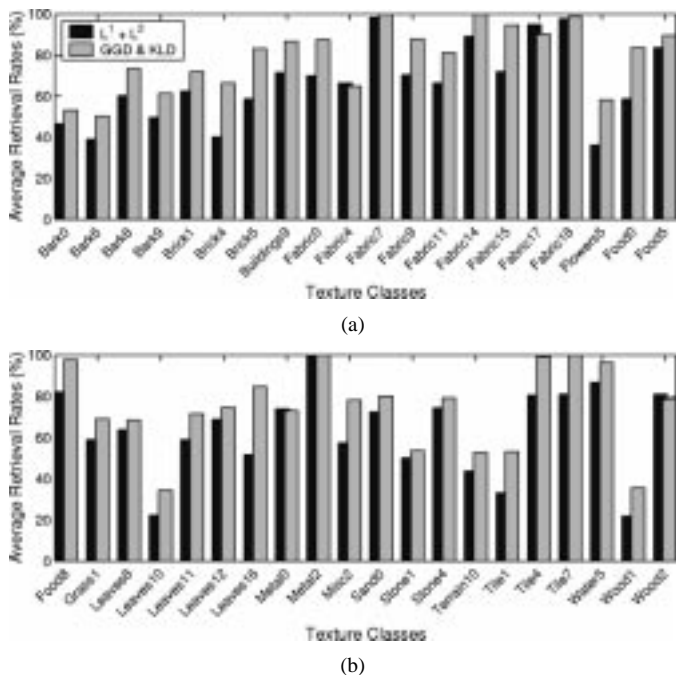 L¹ + L²
GGD & KLD
Average Retrieval Rates (%)
100
80
60
40
20
0
Bark0 Bark6 Bark8 Bark9 Brick1 Brick4 Brick5 Buildings9 Fabric0 Fabric4 Fabric7 Fabric9 Fabric11 Fabric14 Fabric15 Fabric17 Fabric18 Flowers5 Food0 Food5
Texture Classes
(a)
Average Retrieval Rates (%)
100
80
60
40
20
0
Food8 Grass1 Leaves8 Leaves10 Leaves11 Leaves12 Leaves16 Metal0 Metal2 Misc2 Sand0 Stone1 Stone4 Terrain10 Tile1 Tile4 Tile7 Water5 Wood1 Wood2
Texture Classes
(b)